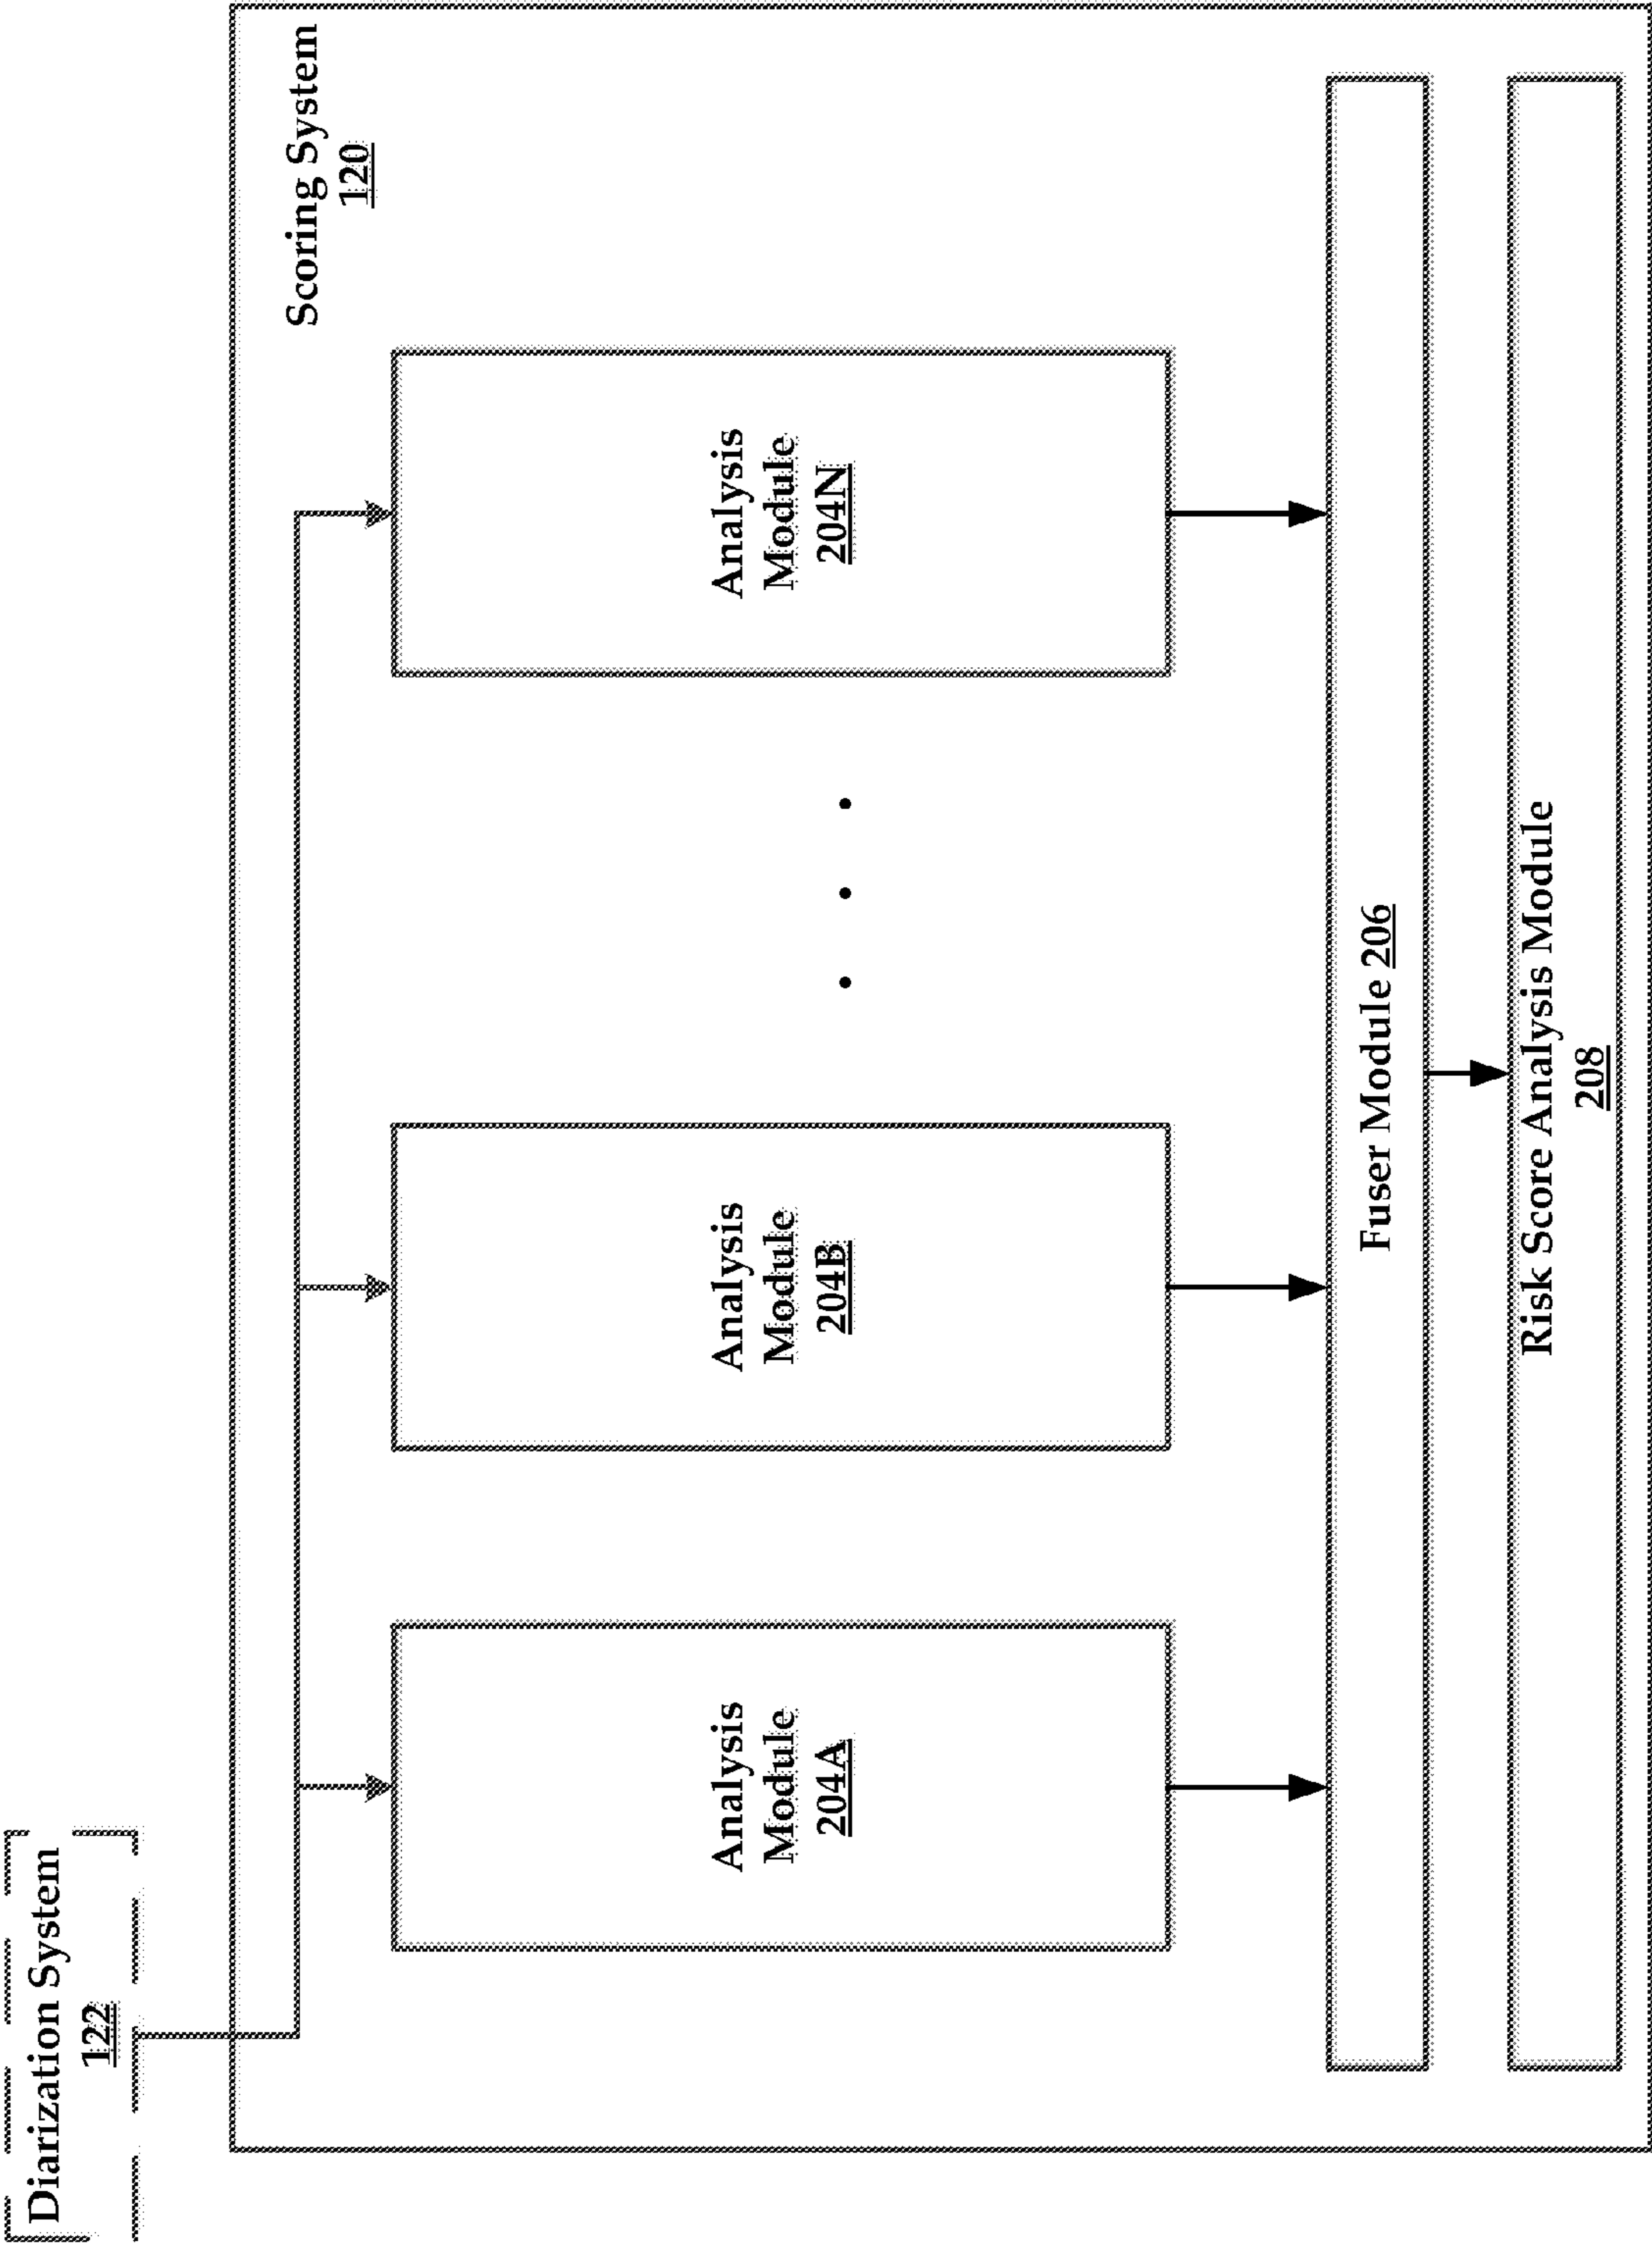 Diarization System
122
Scoring System
120
Analysis
Module
204A
Analysis
Module
204B
Analysis
Module
204N
Fuser Module 206
Risk Score Analysis Module
208